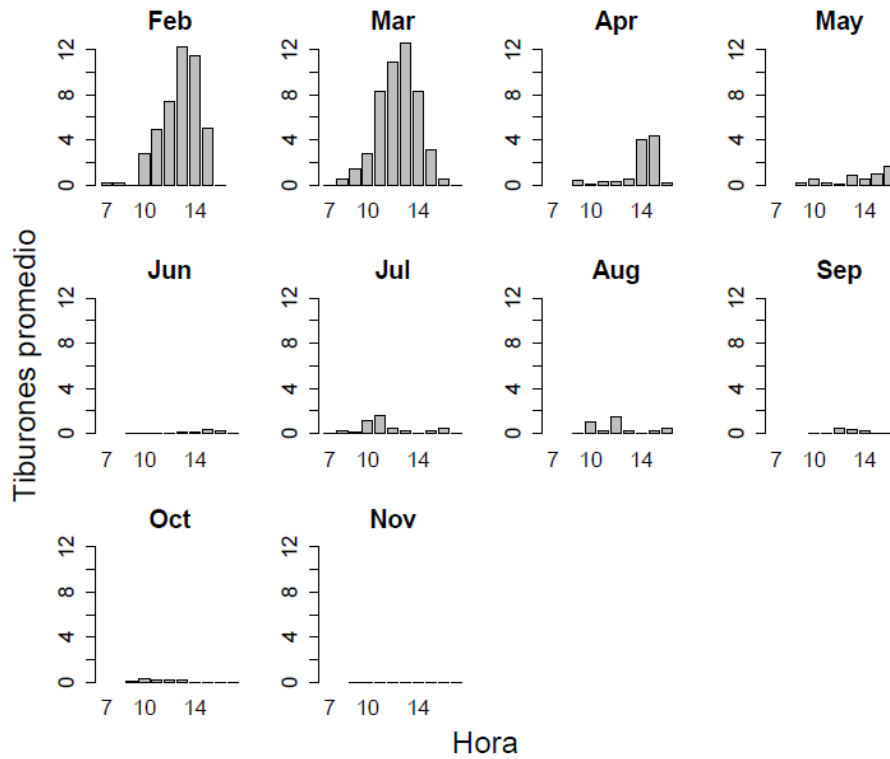 Feb Mar Apr May
12 12 12 12
8 8 8 8
4 4 4 4
0 0 0 0
7 10 14 7 10 14 7 10 14 7 10 14
Jun Jul Aug Sep
12 12 12 12
8 8 8 8
4 4 4 4
0 0 0 0
7 10 14 7 10 14 7 10 14 7 10 14
Tiburones promedio
Oct Nov
12 12
8 8
4 4
0 0
7 10 14 7 10 14
Hora